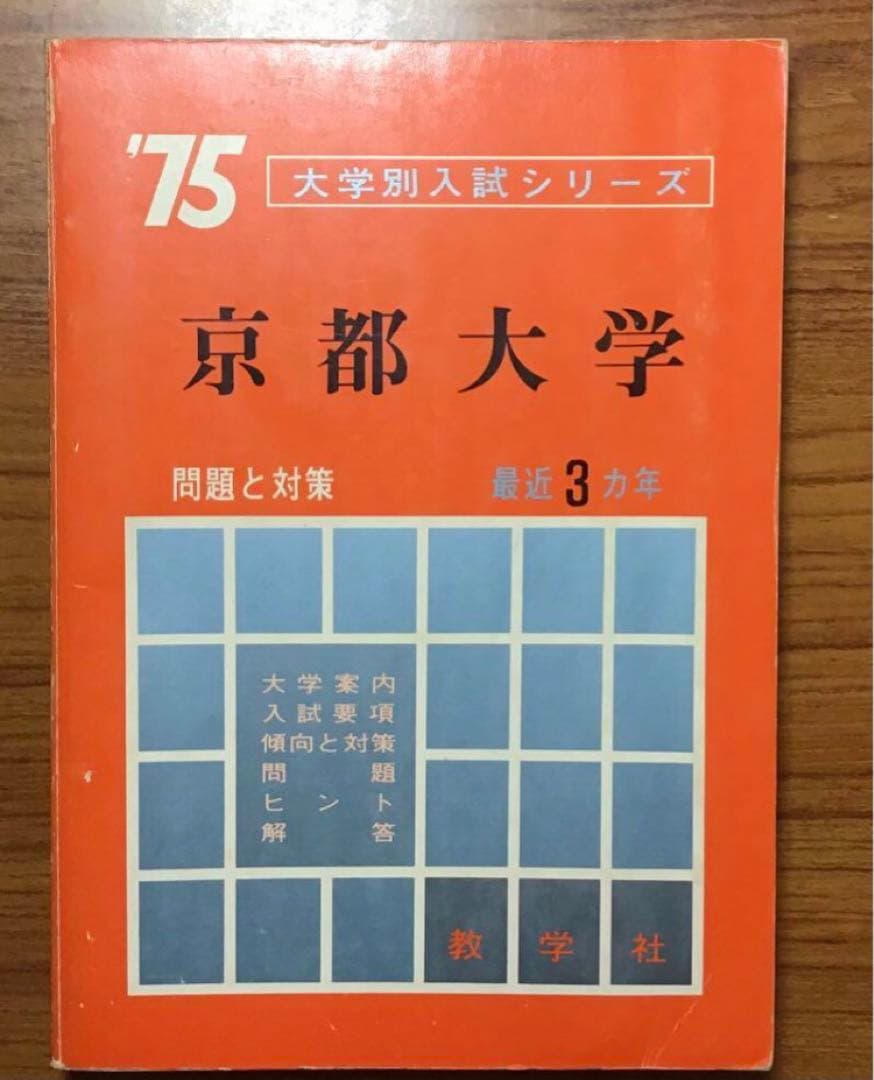 '75 大学別入試シリーズ
京都大学
問題と対策 最近3カ年
大学案内
入試要項
傾向と対策
問題
ヒント
解答
教学社